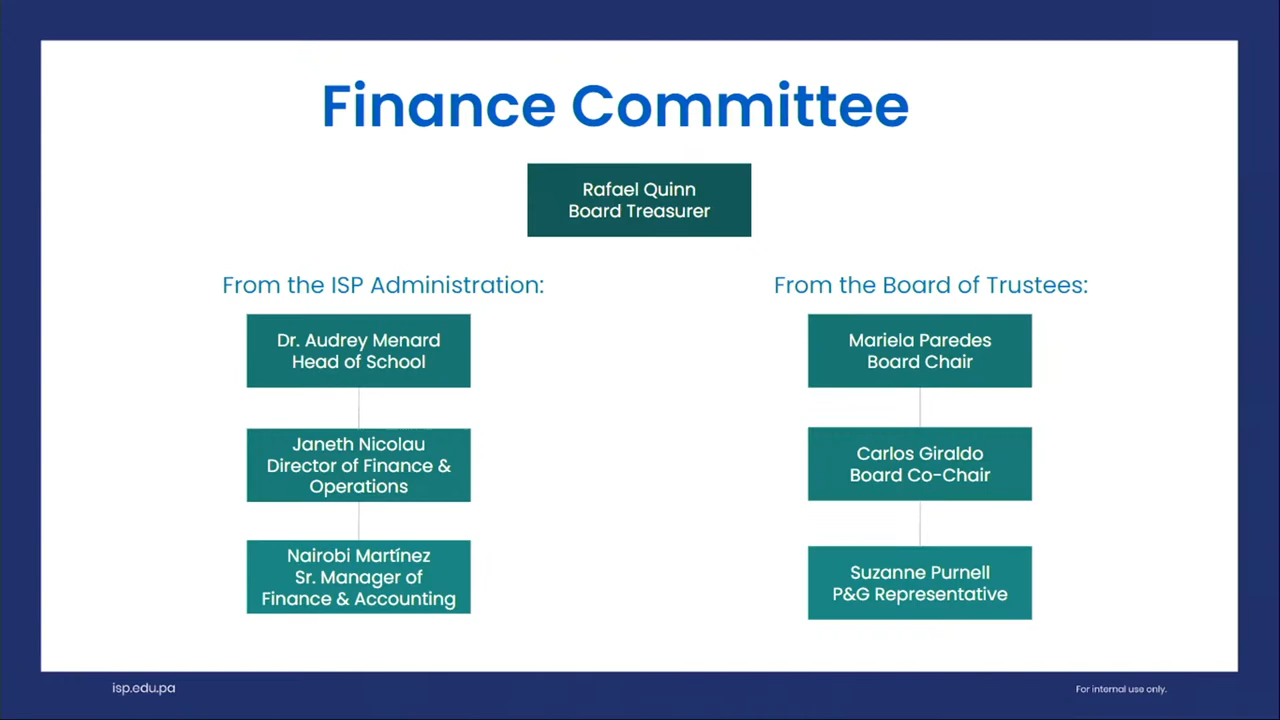 Finance Committee
Rafael Quinn
Board Treasurer
From the ISP Administration:
Dr. Audrey Menard
Head of School
Janeth Nicolau
Director of Finance &
Operations
Nairobi Martínez
Sr. Manager of
Finance & Accounting
From the Board of Trustees:
Mariela Paredes
Board Chair
Carlos Giraldo
Board Co-Chair
Suzanne Purnell
P&G Representative
isp.edu.pa
For internal use only.